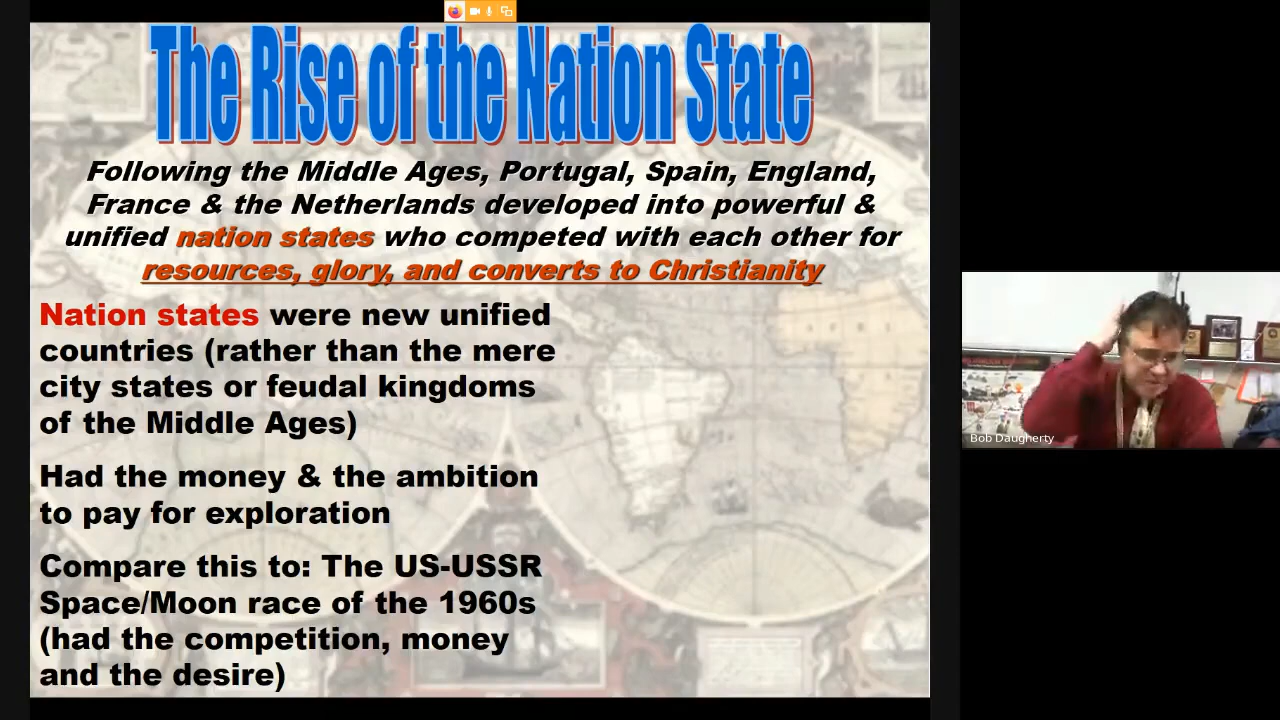 The Rise of the Nation State
Following the Middle Ages, Portugal, Spain, England,
France & the Netherlands developed into powerful &
unified nation states who competed with each other for
resources, glory, and converts to Christianity
Nation states were new unified
countries (rather than the mere
city states or feudal kingdoms
of the Middle Ages)
Had the money & the ambition
to pay for exploration
Compare this to: The US-USSR
Space/Moon race of the 1960s
(had the competition, money
and the desire)
Bob Daugherty